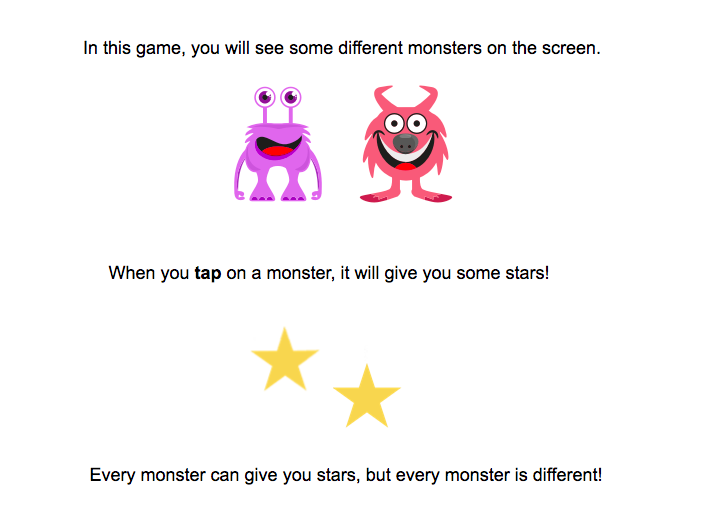 In this game, you will see some different monsters on the screen.
When you tap on a monster, it will give you some stars!
Every monster can give you stars, but every monster is different!